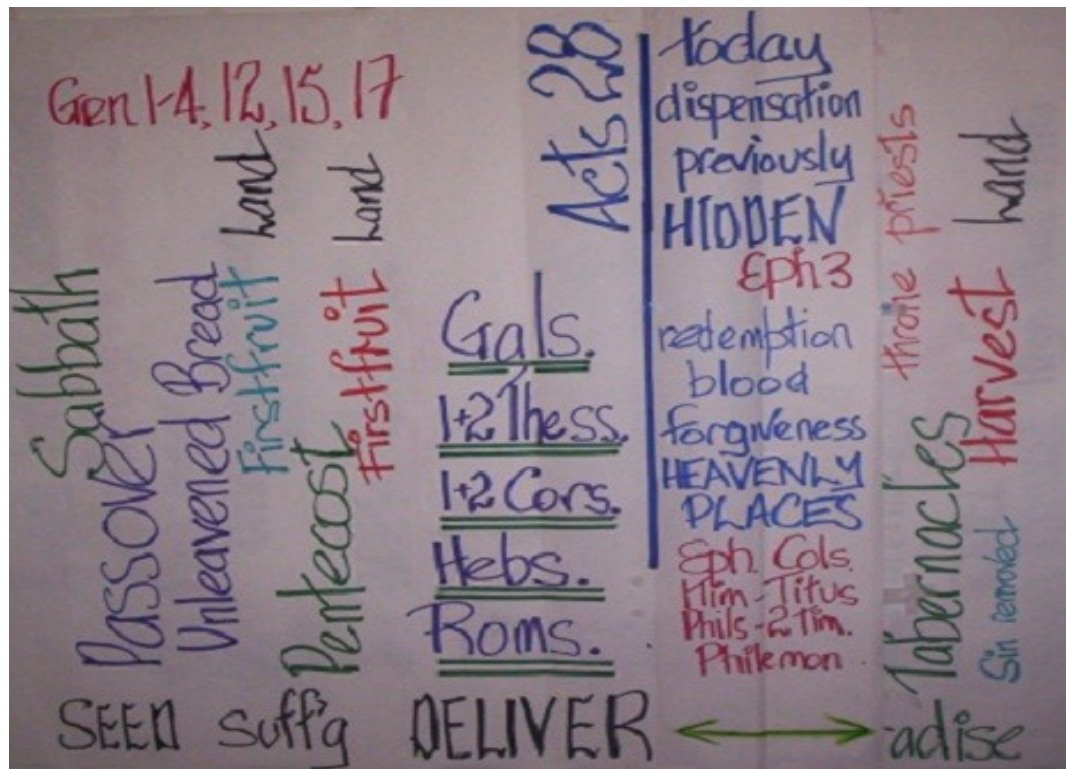 Gen 1-4, 12, 15, 17
Sabbath
Passover
Unleavened Bread
Firstfruit Land
Pentecost
Firstfruit Land
Gals.
1+2 Thess.
1+2 Cors.
Hebs.
Roms.
Acts 28
today
dispensation
previously
HIDDEN
Eph 3
redemption
blood
forgiveness
HEAVENLY
PLACES
Eph. Cols.
1tim - Titus
Phils - 2 Tim.
Philemon
throne priests
Tabernacles
Harvest Land
Sin removed
SEED Suff'g DELIVER adise